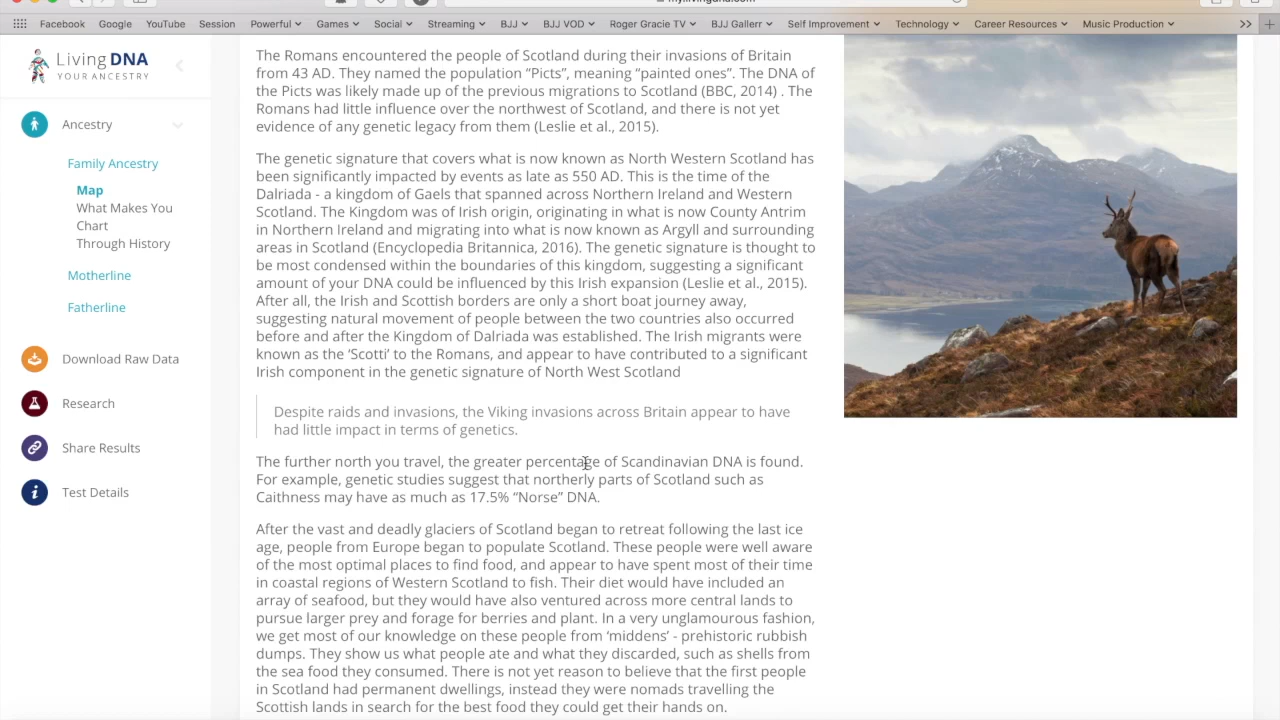 Facebook Google YouTube Session Powerful Games Social Streaming BJJ BJJ VOD Roger Gracie TV BJJ Gallerr Self Improvement Technology Career Resources Music Production
Living DNA
YOUR ANCESTRY
Ancestry
Family Ancestry
Map
What Makes You
Chart
Through History
Motherline
Fatherline
Download Raw Data
Research
Share Results
Test Details
The Romans encountered the people of Scotland during their invasions of Britain
from 43 AD. They named the population “Picts”, meaning “painted ones”. The DNA of
the Picts was likely made up of the previous migrations to Scotland (BBC, 2014) . The
Romans had little influence over the northwest of Scotland, and there is not yet
evidence of any genetic legacy from them (Leslie et al., 2015).
The genetic signature that covers what is now known as North Western Scotland has
been significantly impacted by events as late as 550 AD. This is the time of the
Dalriada - a kingdom of Gaels that spanned across Northern Ireland and Western
Scotland. The Kingdom was of Irish origin, originating in what is now County Antrim
in Northern Ireland and migrating into what is now known as Argyll and surrounding
areas in Scotland (Encyclopedia Britannica, 2016). The genetic signature is thought to
be most condensed within the boundaries of this kingdom, suggesting a significant
amount of your DNA could be influenced by this Irish expansion (Leslie et al., 2015).
After all, the Irish and Scottish borders are only a short boat journey away,
suggesting natural movement of people between the two countries also occurred
before and after the Kingdom of Dalriada was established. The Irish migrants were
known as the ‘Scotti’ to the Romans, and appear to have contributed to a significant
Irish component in the genetic signature of North West Scotland
Despite raids and invasions, the Viking invasions across Britain appear to have
had little impact in terms of genetics.
The further north you travel, the greater percentage of Scandinavian DNA is found.
For example, genetic studies suggest that northerly parts of Scotland such as
Caithness may have as much as 17.5% “Norse” DNA.
After the vast and deadly glaciers of Scotland began to retreat following the last ice
age, people from Europe began to populate Scotland. These people were well aware
of the most optimal places to find food, and appear to have spent most of their time
in coastal regions of Western Scotland to fish. Their diet would have included an
array of seafood, but they would have also ventured across more central lands to
pursue larger prey and forage for berries and plant. In a very unglamourous fashion,
we get most of our knowledge on these people from ‘middens’ - prehistoric rubbish
dumps. They show us what people ate and what they discarded, such as shells from
the sea food they consumed. There is not yet reason to believe that the first people
in Scotland had permanent dwellings, instead they were nomads travelling the
Scottish lands in search for the best food they could get their hands on.